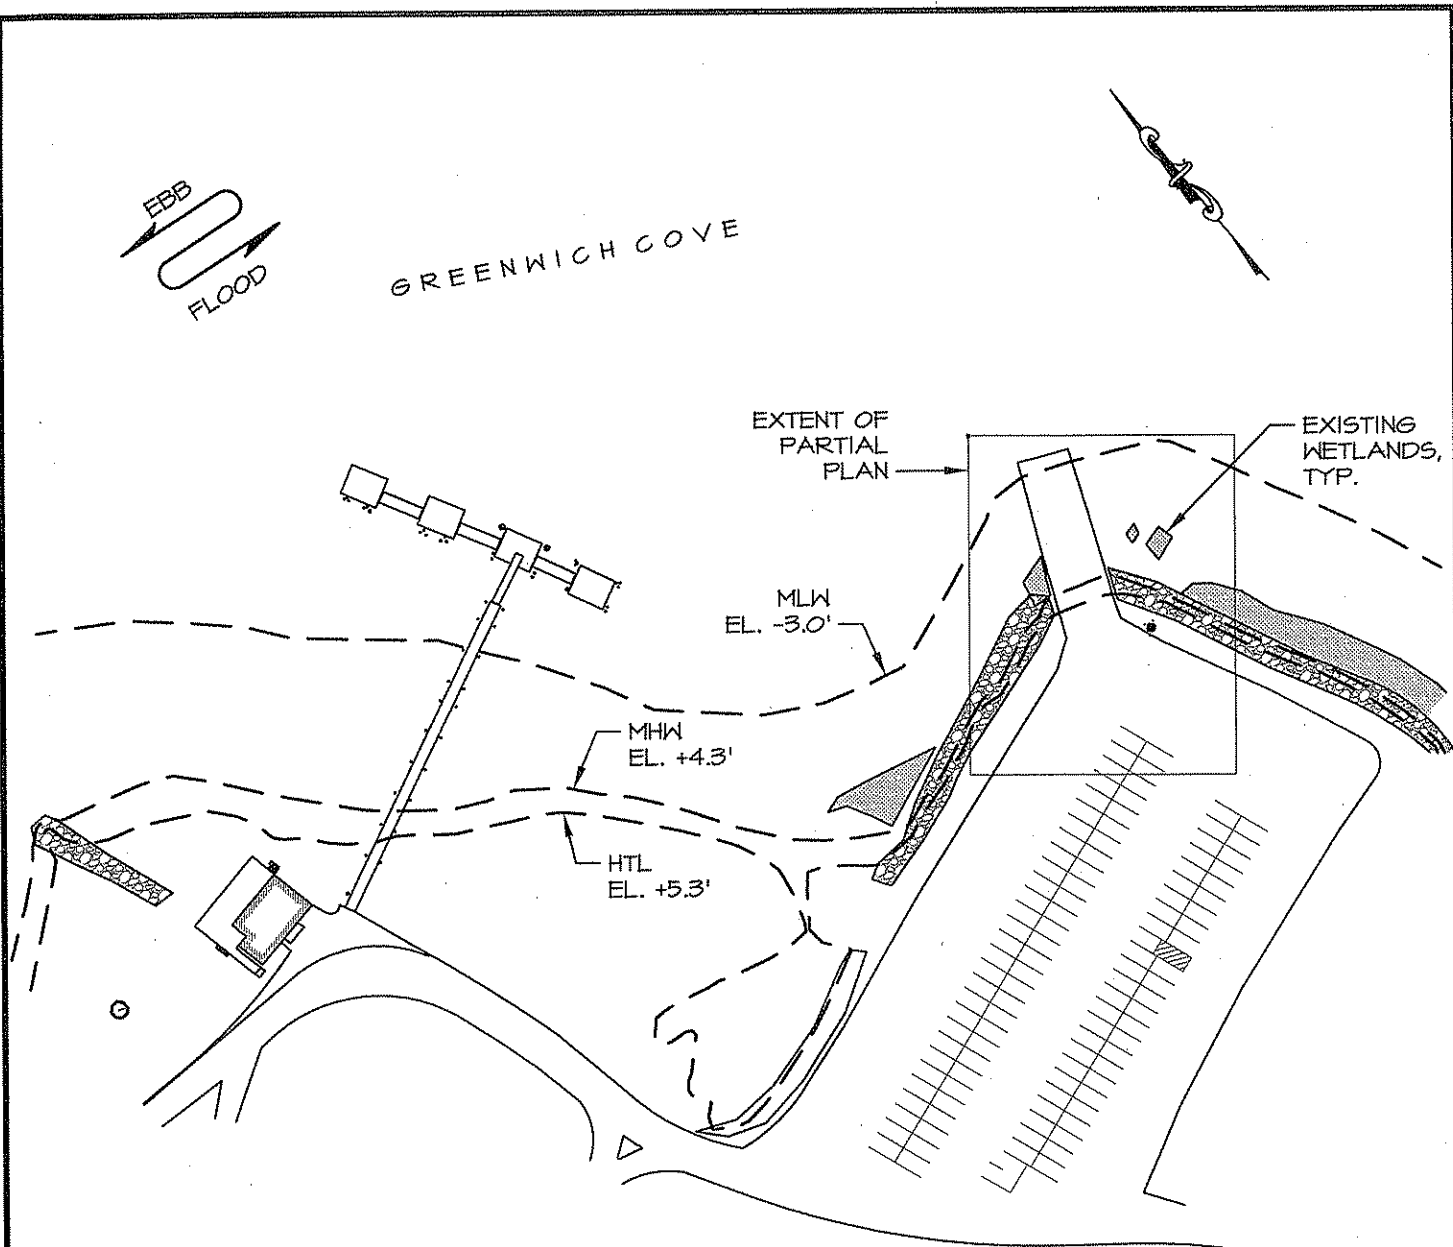 EBB
FLOOD
GREENWICH COVE
EXTENT OF
PARTIAL
PLAN
EXISTING
WETLANDS,
TYP.
MLW
EL. -3.0'
MHW
EL. +4.3'
HTL
EL. +5.3'